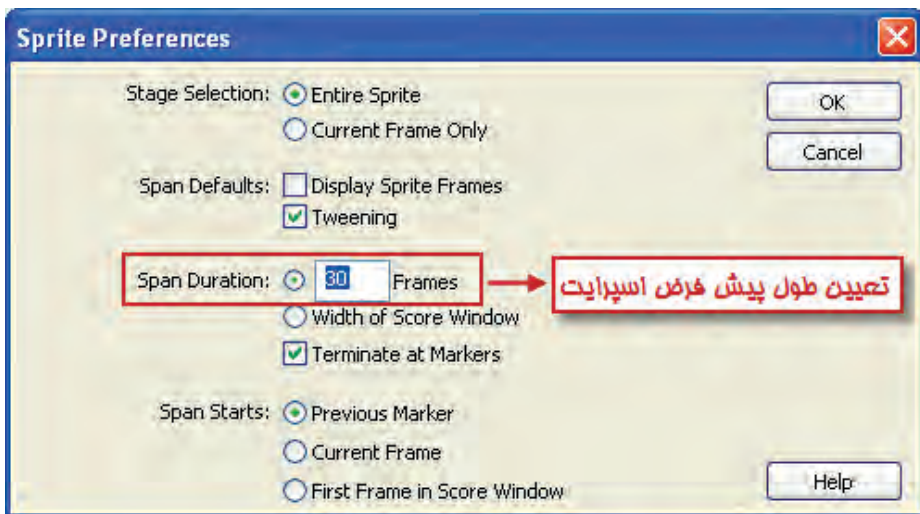 Sprite Preferences
Stage Selection: Entire Sprite
OK
Current Frame Only
Cancel
Span Defaults: Display Sprite Frames
Tweening
Span Duration: 30 Frames
تعیین طول پیش فرض اسپرایت
Width of Score Window
Terminate at Markers
Span Starts: Previous Marker
Current Frame
First Frame in Score Window
Help